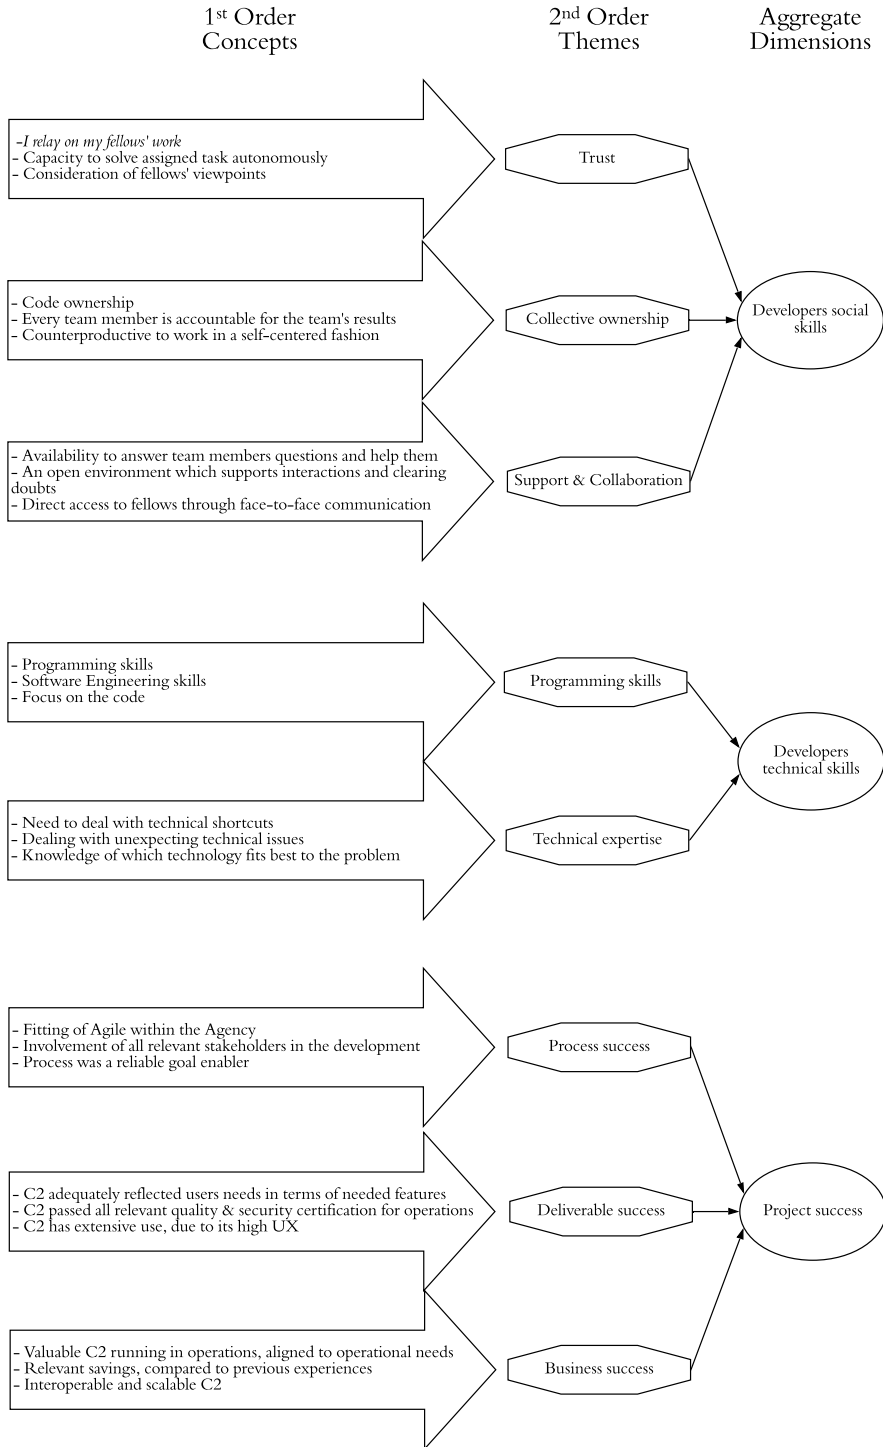 1st Order
Concepts
2nd Order
Themes
Aggregate
Dimensions
-I relay on my fellows' work
- Capacity to solve assigned task autonomously
- Consideration of fellows' viewpoints
Trust
- Code ownership
- Every team member is accountable for the team's results
- Counterproductive to work in a self-centered fashion
Collective ownership
Developers social
skills
- Availability to answer team members questions and help them
- An open environment which supports interactions and clearing
doubts
- Direct access to fellows through face-to-face communication
Support & Collaboration
- Programming skills
- Software Engineering skills
- Focus on the code
Programming skills
Developers
technical skills
- Need to deal with technical shortcuts
- Dealing with unexpecting technical issues
- Knowledge of which technology fits best to the problem
Technical expertise
- Fitting of Agile within the Agency
- Involvement of all relevant stakeholders in the development
- Process was a reliable goal enabler
Process success
- C2 adequately reflected users needs in terms of needed features
- C2 passed all relevant quality & security certification for operations
- C2 has extensive use, due to its high UX
Deliverable success
Project success
- Valuable C2 running in operations, aligned to operational needs
- Relevant savings, compared to previous experiences
- Interoperable and scalable C2
Business success